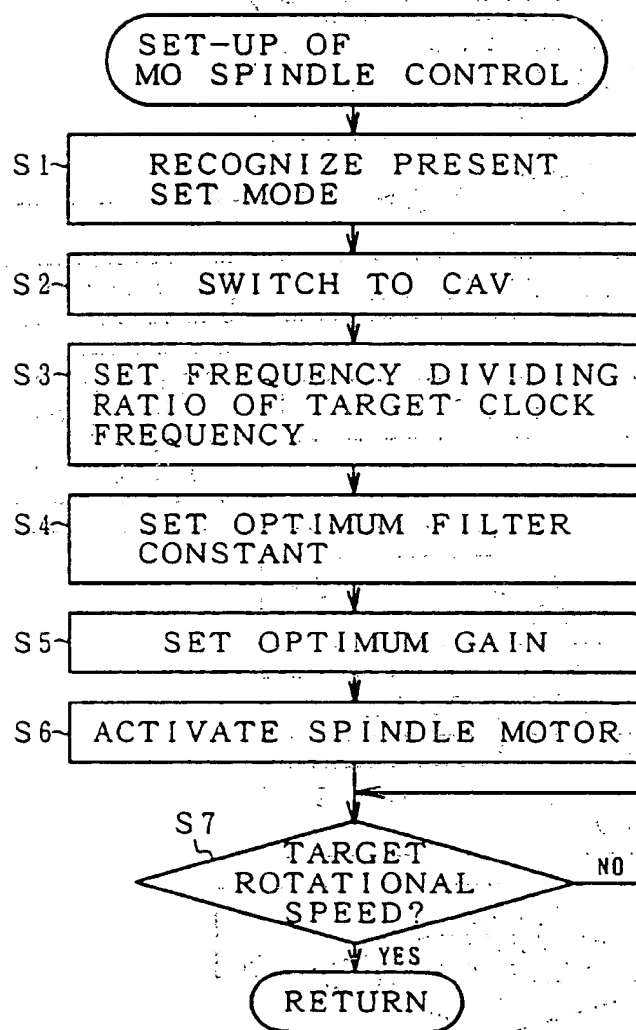 SET-UP OF
MO SPINDLE CONTROL
S1
RECOGNIZE PRESENT
SET MODE
S2
SWITCH TO CAV
S3
SET FREQUENCY DIVIDING
RATIO OF TARGET CLOCK
FREQUENCY
S4
SET OPTIMUM FILTER
CONSTANT
S5
SET OPTIMUM GAIN
S6
ACTIVATE SPINDLE MOTOR
S7
TARGET
ROTATIONAL
SPEED?
NO
YES
RETURN